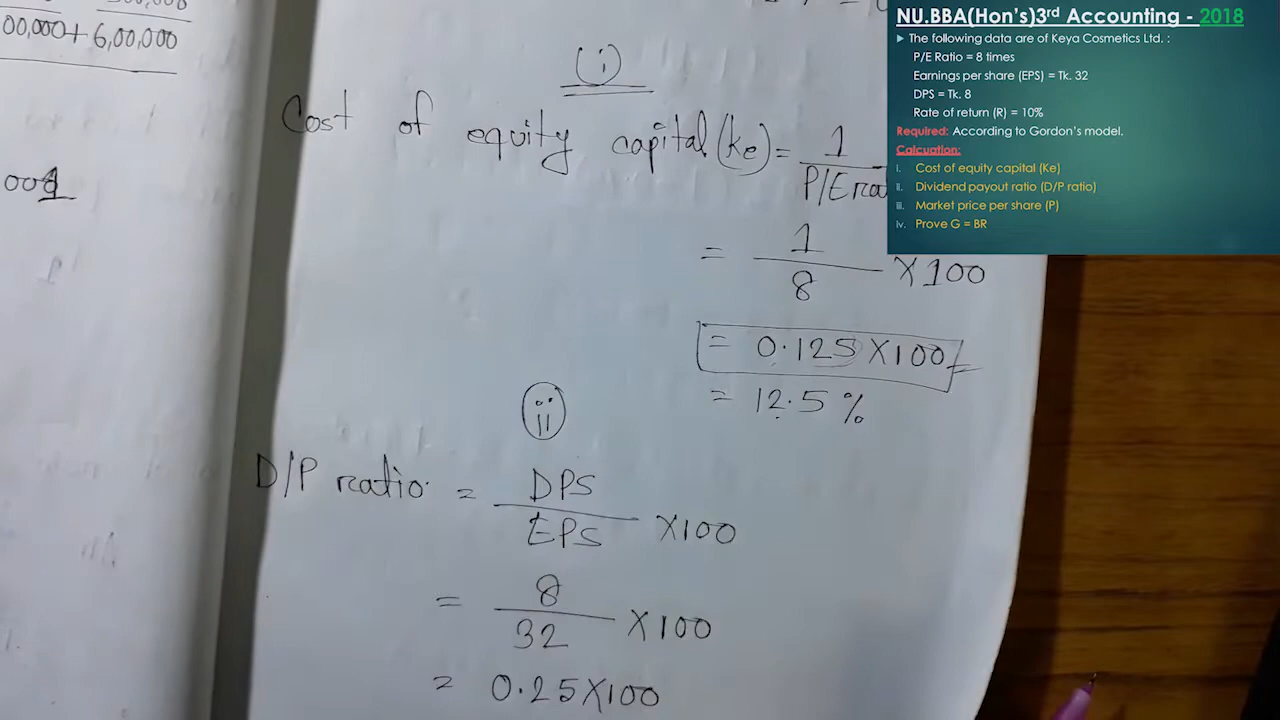 00,000+ 6,00,000
001
(i)
Cost of equity capital (ke) = 1
P/E ratio
= 1
8 X100
= 0.125 X100
= 12.5 %
ii
D/P ratio = DPS
EPS X100
= 8
32 X100
= 0.25X100
NU.BBA(Hon's)3rd Accounting - 2018
The following data are of Keya Cosmetics Ltd. :
P/E Ratio = 8 times
Earnings per share (EPS) = Tk. 32
DPS = Tk. 8
Rate of return (R) = 10%
Required: According to Gordon's model.
Calcuation:
i. Cost of equity capital (Ke)
ii. Dividend payout ratio (D/P ratio)
iii. Market price per share (P)
iv. Prove G = BR